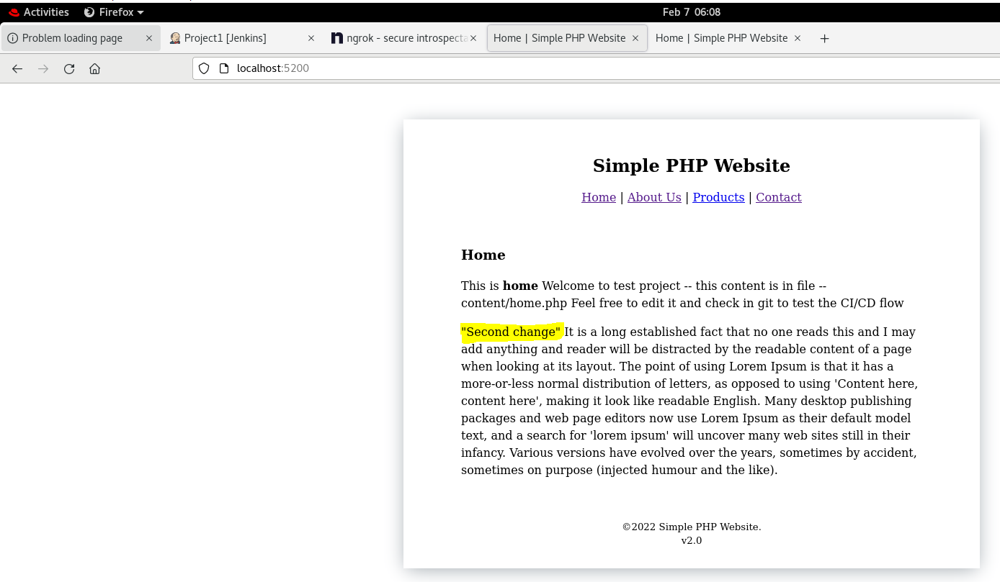 Activities Firefox Feb 7 06:08
Problem loading page × Project1 [Jenkins] × ngrok - secure introspecta × Home | Simple PHP Website × Home | Simple PHP Website × +
localhost:5200
Simple PHP Website
Home | About Us | Products | Contact
Home
This is home Welcome to test project -- this content is in file --
content/home.php Feel free to edit it and check in git to test the CI/CD flow
"Second change" It is a long established fact that no one reads this and I may
add anything and reader will be distracted by the readable content of a page
when looking at its layout. The point of using Lorem Ipsum is that it has a
more-or-less normal distribution of letters, as opposed to using 'Content here,
content here', making it look like readable English. Many desktop publishing
packages and web page editors now use Lorem Ipsum as their default model
text, and a search for 'lorem ipsum' will uncover many web sites still in their
infancy. Various versions have evolved over the years, sometimes by accident,
sometimes on purpose (injected humour and the like).
©2022 Simple PHP Website.
v2.0